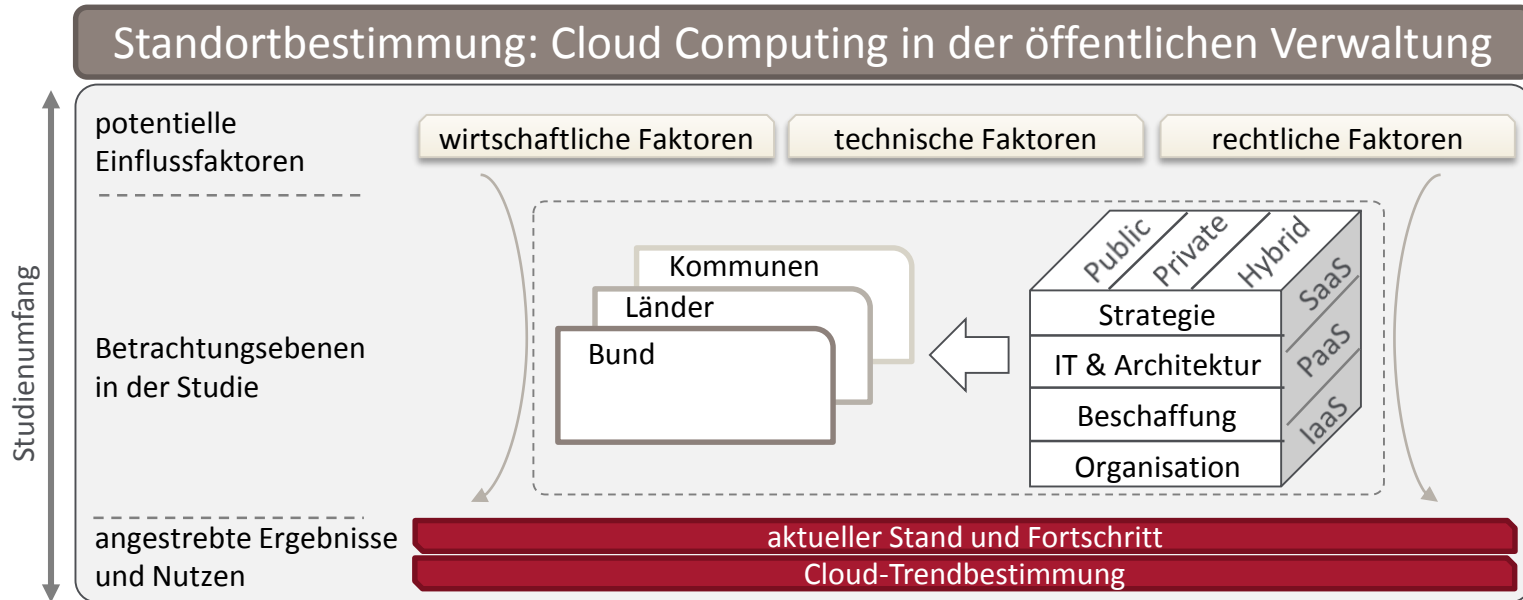 Standortbestimmung: Cloud Computing in der öffentlichen Verwaltung
Studienumfang
potentielle
Einflussfaktoren
wirtschaftliche Faktoren
technische Faktoren
rechtliche Faktoren
Betrachtungsebenen
in der Studie
Kommunen
Länder
Bund
Public
Private
Hybrid
Strategie
IT & Architektur
Beschaffung
Organisation
SaaS
PaaS
IaaS
angestrebte Ergebnisse
und Nutzen
aktueller Stand und Fortschritt
Cloud-Trendbestimmung